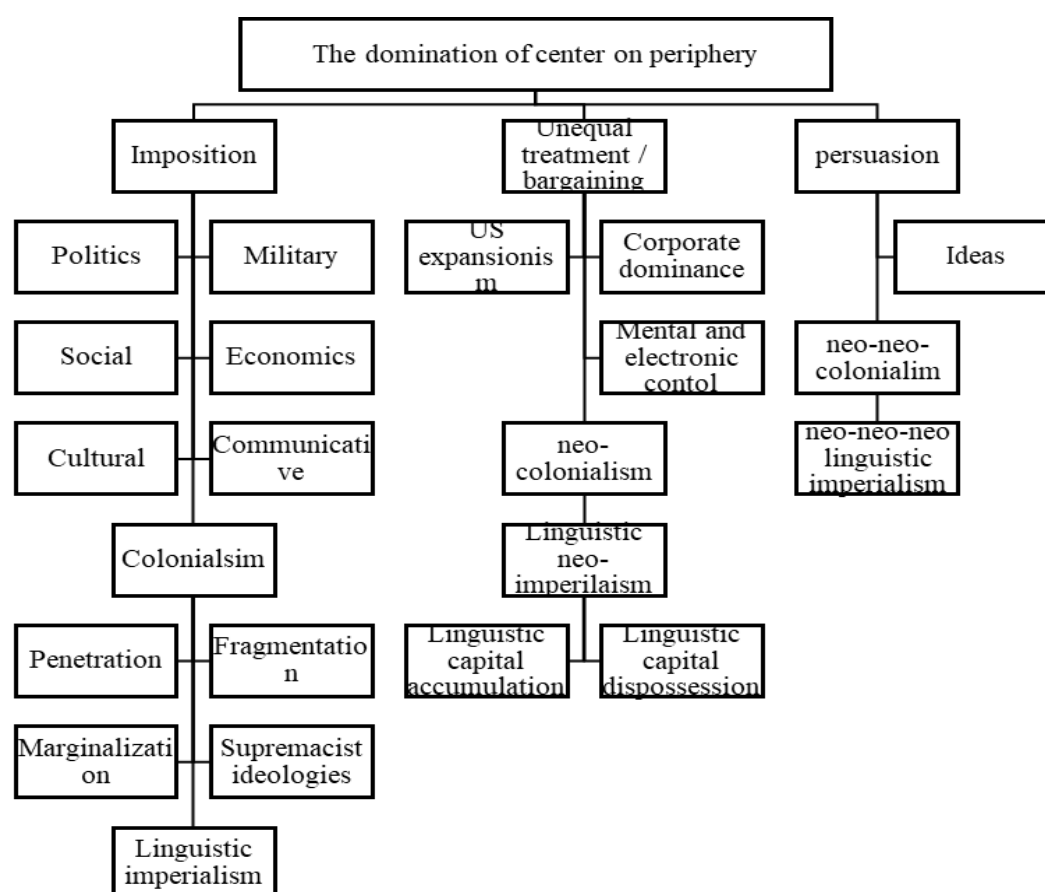 The domination of center on periphery
Imposition
Unequal
treatment /
bargaining
persuasion
Politics
Military
US
expansionis
m
Corporate
dominance
Ideas
Social
Economics
Mental and
electronic
contol
neo-neo-
colonialim
Cultural
Communicati
ve
neo-
colonialism
neo-neo-neo
linguistic
imperialism
Colonialsim
Linguistic
neo-
imperilaism
Penetration
Fragmentatio
n
Linguistic
capital
accumulation
Linguistic
capital
dispossession
Marginalizati
on
Supremacist
ideologies
Linguistic
imperialism